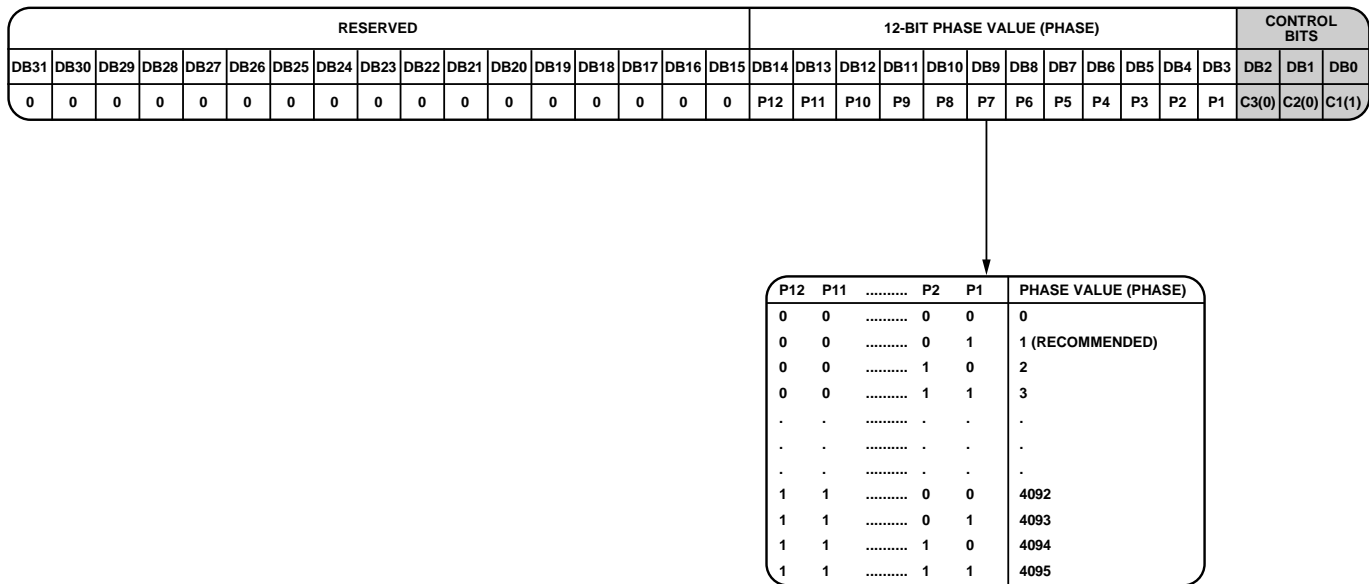 RESERVED 12-BIT PHASE VALUE (PHASE) CONTROL BITS
DB31 DB30 DB29 DB28 DB27 DB26 DB25 DB24 DB23 DB22 DB21 DB20 DB19 DB18 DB17 DB16 DB15 DB14 DB13 DB12 DB11 DB10 DB9 DB8 DB7 DB6 DB5 DB4 DB3 DB2 DB1 DB0
0 0 0 0 0 0 0 0 0 0 0 0 0 0 0 0 0 P12 P11 P10 P9 P8 P7 P6 P5 P4 P3 P2 P1 C3(0) C2(0) C1(1)
P12 P11 .......... P2 P1 PHASE VALUE (PHASE)
0 0 .......... 0 0 0
0 0 .......... 0 1 1 (RECOMMENDED)
0 0 .......... 1 0 2
0 0 .......... 1 1 3
. . .......... . . .
. . .......... . . .
. . .......... . . .
1 1 .......... 0 0 4092
1 1 .......... 0 1 4093
1 1 .......... 1 0 4094
1 1 .......... 1 1 4095